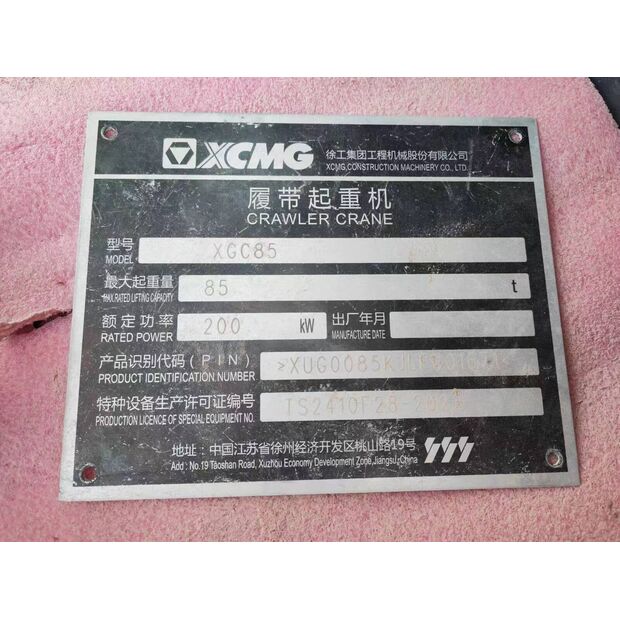 XCMG 徐工集团工程机械股份有限公司
XCMG CONSTRUCTION MACHINERY CO., LTD.
履带起重机
CRAWLER CRANE
型号 XGC85
MODEL
最大起重量 85 t
MAX.RATED LIFTING CAPACITY
额定功率 200 kW 出厂年月
RATED POWER MANUFACTURE DATE
产品识别代码(PIN)
PRODUCT IDENTIFICATION NUMBER
特种设备生产许可证编号
PRODUCTION LICENCE OF SPECIAL EQUIPMENT NO.
地址: 中国江苏省徐州经济开发区桃山路19号
Add : No.19 Taoshan Road, Xuzhou Economy Development Zone,Jiangsu,China